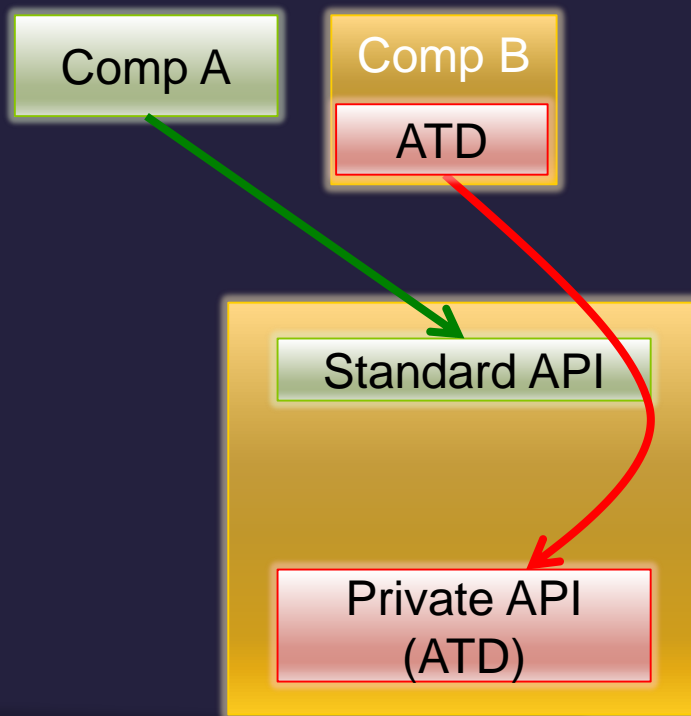 Comp A
Comp B
ATD
Standard API
Private API
(ATD)